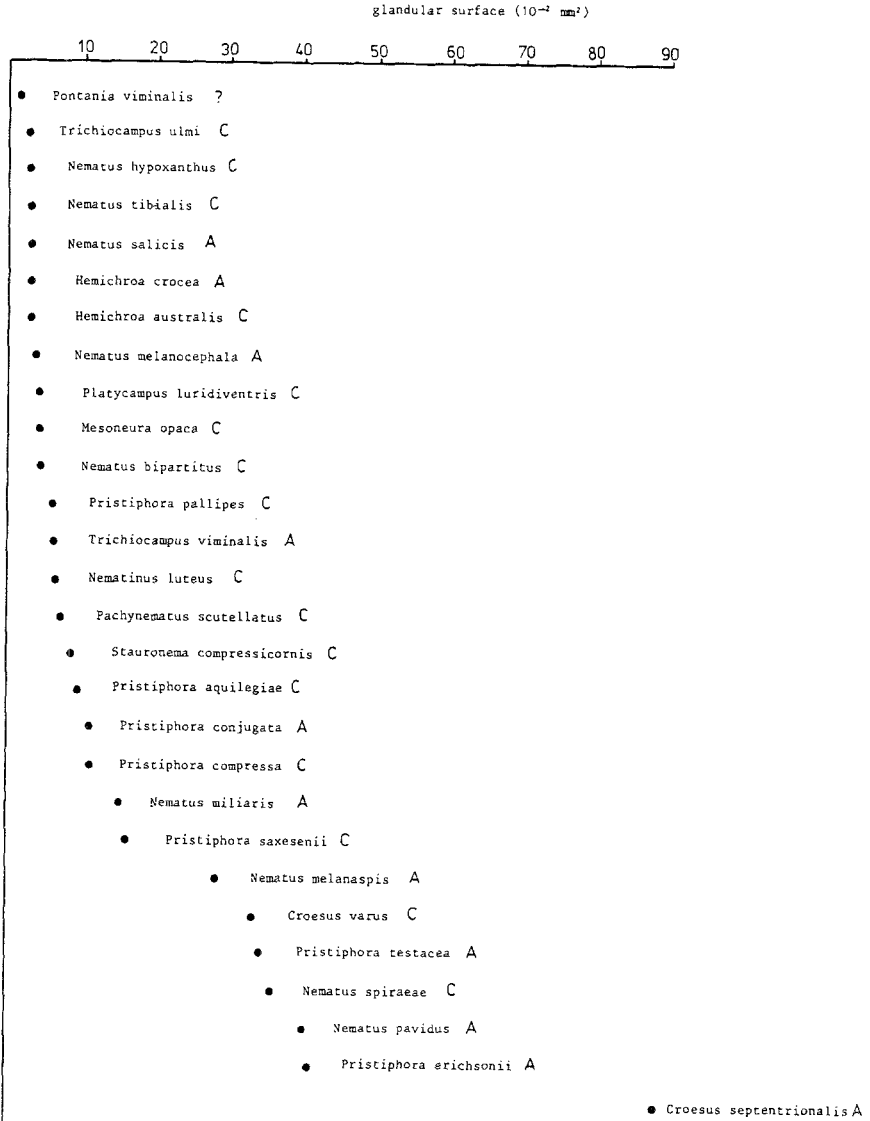 glandular surface (10⁻² mm²)
10 20 30 40 50 60 70 80 90
Pontania viminalis ?
Trichiocampus ulmi C
Nematus hypoxanthus C
Nematus tibialis C
Nematus salicis A
Hemichroa crocea A
Hemichroa australis C
Nematus melanocephala A
Platycampus luridiventris C
Mesoneura opaca C
Nematus bipartitus C
Pristiphora pallipes C
Trichiocampus viminalis A
Nematinus luteus C
Pachynematus scutellatus C
Stauronema compressicornis C
Pristiphora aquilegiae C
Pristiphora conjugata A
Pristiphora compressa C
Nematus miliaris A
Pristiphora saxesenii C
Nematus melanaspis A
Croesus varus C
Pristiphora testacea A
Nematus spiraeae C
Nematus pavidus A
Pristiphora erichsonii A
Croesus septentrionalis A